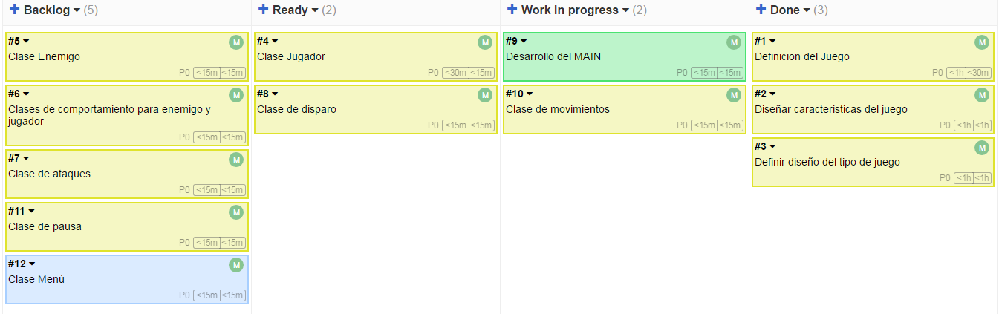 + Backlog (5)
#5
M
Clase Enemigo
P0 <15m <15m
#6
M
Clases de comportamiento para enemigo y
jugador
P0 <15m <15m
#7
M
Clase de ataques
P0 <15m <15m
#11
M
Clase de pausa
P0 <15m <15m
#12
M
Clase Menú
P0 <15m <15m
+ Ready (2)
#4
M
Clase Jugador
P0 <30m <15m
#8
M
Clase de disparo
P0 <15m <15m
+ Work in progress (2)
#9
M
Desarrollo del MAIN
P0 <15m <15m
#10
M
Clase de movimientos
P0 <15m <15m
+ Done (3)
#1
M
Definicion del Juego
P0 <1h <30m
#2
M
Diseñar caracteristicas del juego
P0 <1h <1h
#3
M
Definir diseño del tipo de juego
P0 <1h <1h